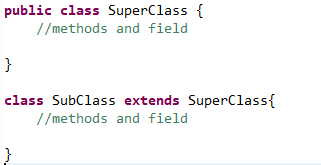 public class SuperClass {
    //methods and field
}
class SubClass extends SuperClass{
    //methods and field
}